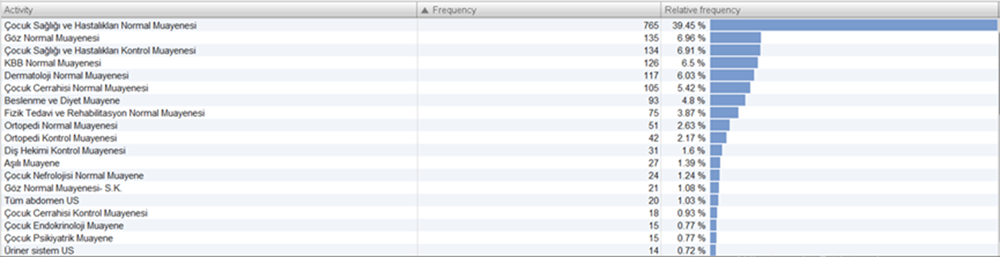 Activity ▲ Frequency Relative frequency
Çocuk Sağlığı ve Hastalıkları Normal Muayenesi 765 39.45 %
Göz Normal Muayenesi 135 6.96 %
Çocuk Sağlığı ve Hastalıkları Kontrol Muayenesi 134 6.91 %
KBB Normal Muayenesi 126 6.5 %
Dermatoloji Normal Muayenesi 117 6.03 %
Çocuk Cerrahisi Normal Muayenesi 105 5.42 %
Beslenme ve Diyet Muayene 93 4.8 %
Fizik Tedavi ve Rehabilitasyon Normal Muayenesi 75 3.87 %
Ortopedi Normal Muayenesi 51 2.63 %
Ortopedi Kontrol Muayenesi 42 2.17 %
Diş Hekimi Kontrol Muayenesi 31 1.6 %
Aşılı Muayene 27 1.39 %
Çocuk Nefrolojisi Normal Muayene 24 1.24 %
Göz Normal Muayenesi- S.K. 21 1.08 %
Tüm abdomen US 20 1.03 %
Çocuk Cerrahisi Kontrol Muayenesi 18 0.93 %
Çocuk Endokrinoloji Muayene 15 0.77 %
Çocuk Psikiyatrik Muayene 15 0.77 %
Üriner sistem US 14 0.72 %